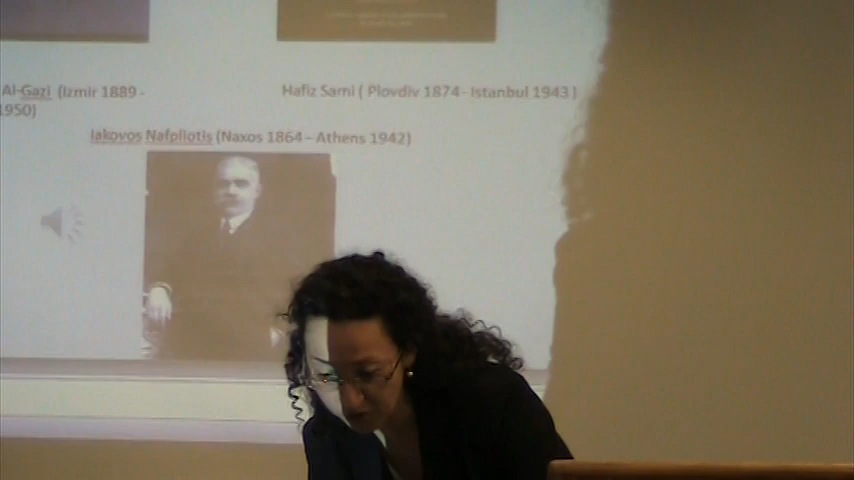 Al-Gazi (Izmir 1889 -
1950)
Hafiz Sami ( Plovdiv 1874 - Istanbul 1943 )
Iakovos Nafpliotis (Naxos 1864 – Athens 1942)